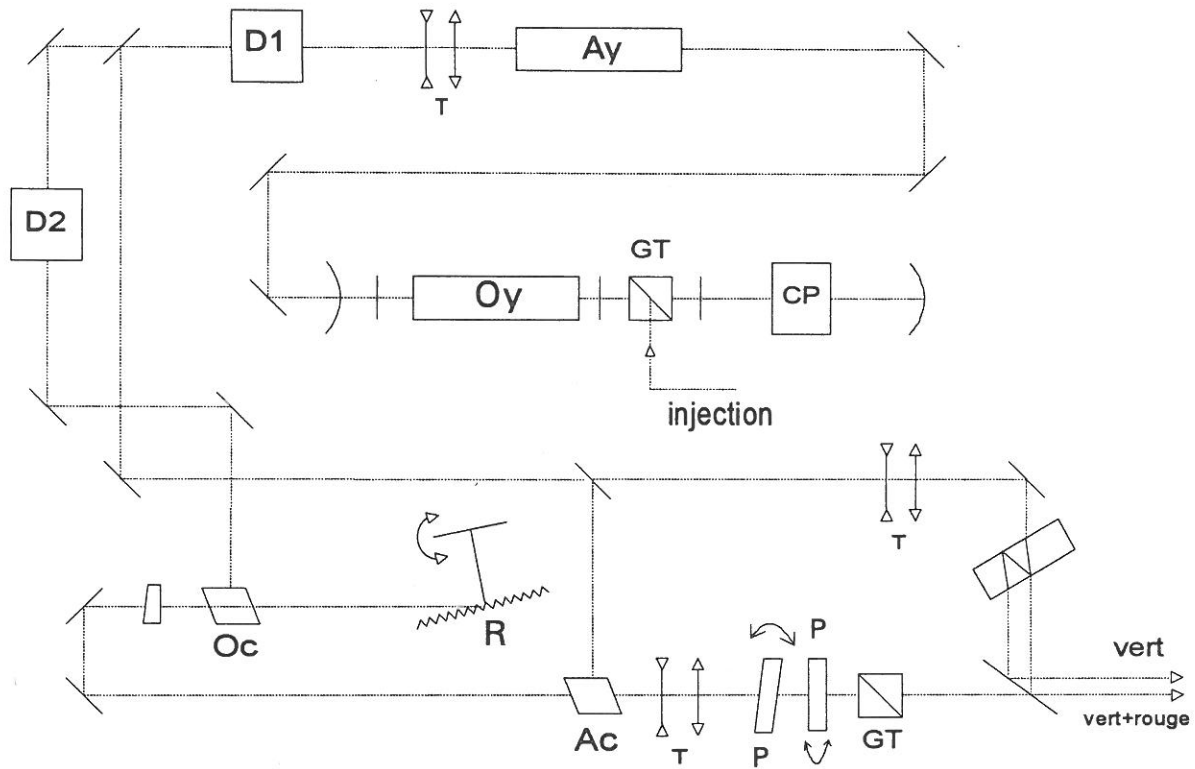 D1
Ay
T
D2
GT
Oy
CP
injection
T
P
R
Oc
vert
vert+rouge
Ac
T
P
GT